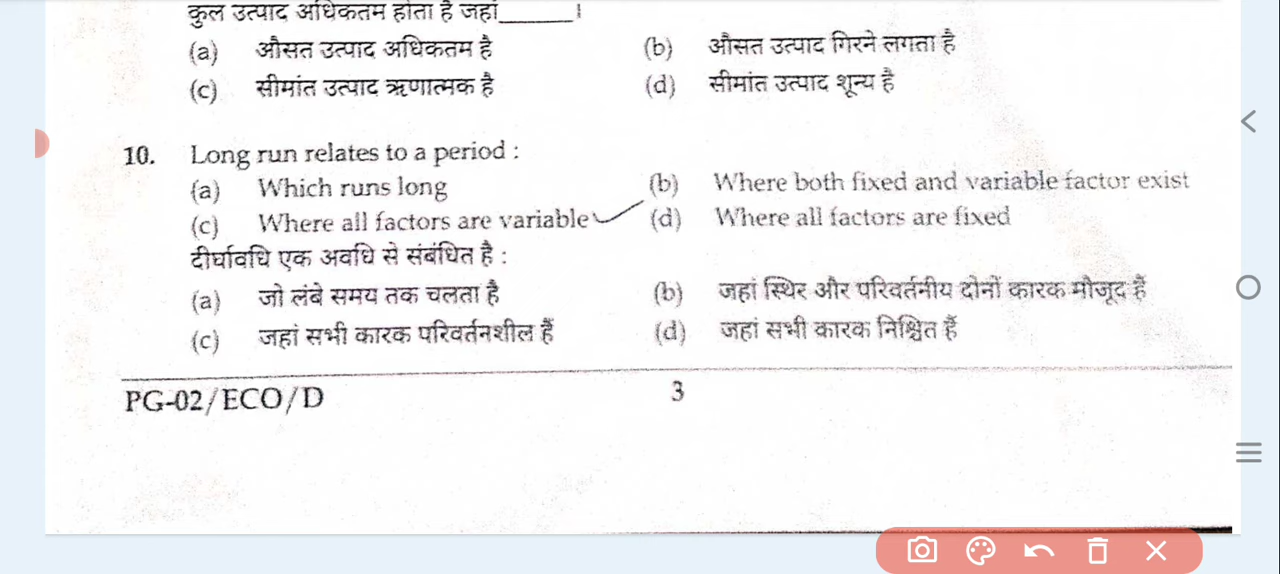 कुल उत्पाद अधिकतम होता है जहां______।
(a) औसत उत्पाद अधिकतम है (b) औसत उत्पाद गिरने लगता है
(c) सीमांत उत्पाद ऋणात्मक है (d) सीमांत उत्पाद शून्य है
10. Long run relates to a period :
(a) Which runs long (b) Where both fixed and variable factor exist
(c) Where all factors are variable (d) Where all factors are fixed
दीर्घावधि एक अवधि से संबंधित है :
(a) जो लंबे समय तक चलता है (b) जहां स्थिर और परिवर्तनीय दोनों कारक मौजूद हैं
(c) जहां सभी कारक परिवर्तनशील हैं (d) जहां सभी कारक निश्चित हैं
PG-02/ECO/D 3